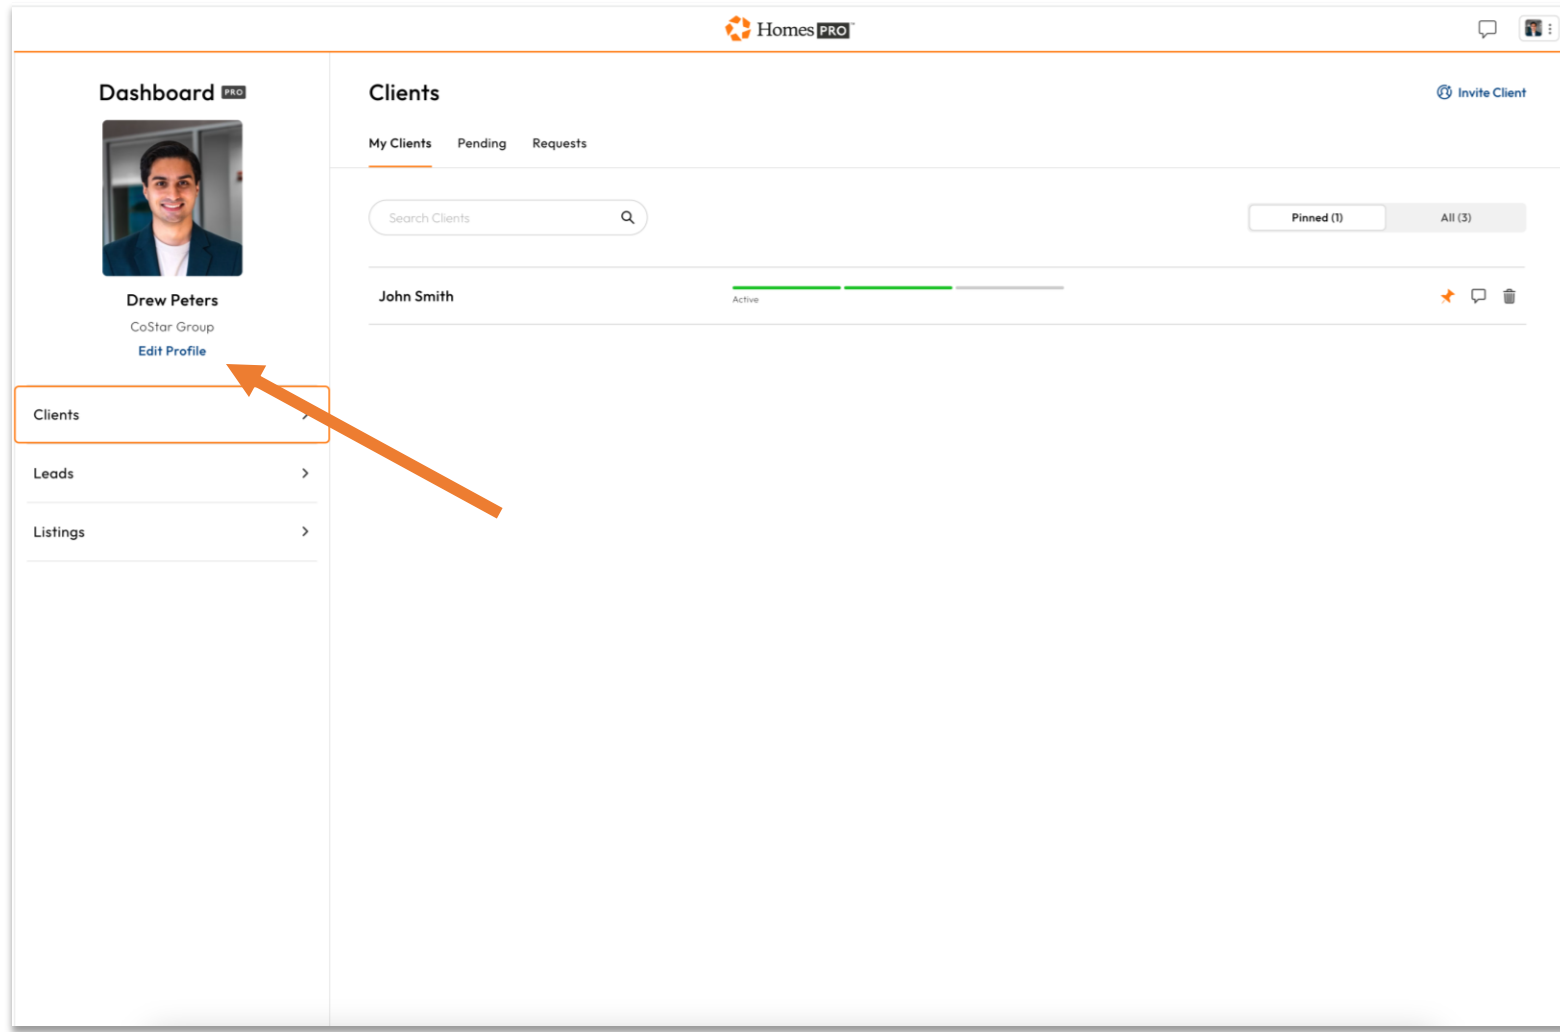 Homes PRO™
Dashboard PRO
Drew Peters
CoStar Group
Edit Profile
Clients
Leads
Listings
Clients
Invite Client
My Clients Pending Requests
Search Clients
Pinned (1) All (3)
John Smith
Active